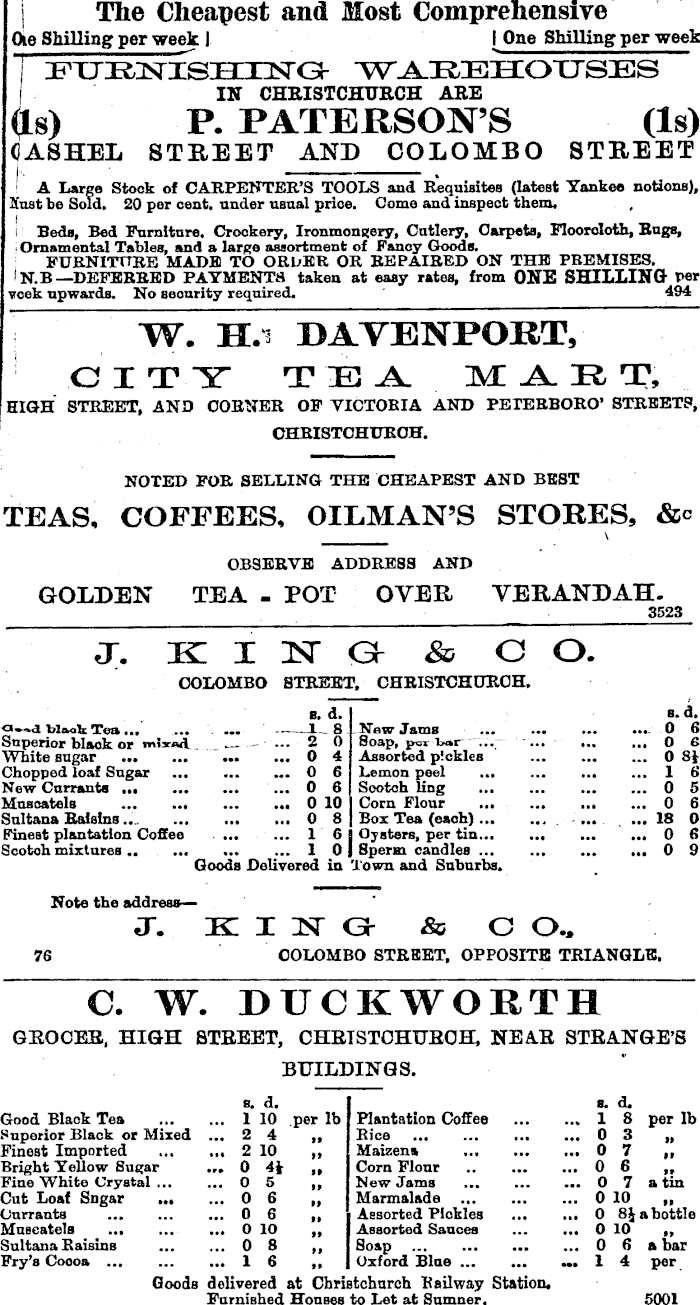 The Cheapest and Most Comprehensive
One Shilling per week | | One Shilling per week
FURNISHING WAREHOUSES
IN CHRISTCHURCH ARE
(1s) P. PATERSON'S (1s)
CASHEL STREET AND COLOMBO STREET
A Large Stock of CARPENTER'S TOOLS and Requisites (latest Yankee notions),
Must be Sold. 20 per cent. under usual price. Come and inspect them.
Beds, Bed Furniture, Crockery, Ironmongery, Cutlery, Carpets, Floorcloth, Rugs,
Ornamental Tables, and a large assortment of Fancy Goods.
FURNITURE MADE TO ORDER OR REPAIRED ON THE PREMISES.
N.B—DEFERRED PAYMENTS taken at easy rates, from ONE SHILLING per
week upwards. No security required. 494
W. H. DAVENPORT,
CITY TEA MART,
HIGH STREET, AND CORNER OF VICTORIA AND PETERBORO' STREETS,
CHRISTCHURCH.
NOTED FOR SELLING THE CHEAPEST AND BEST
TEAS, COFFEES, OILMAN'S STORES, &c
OBSERVE ADDRESS AND
GOLDEN TEA-POT OVER VERANDAH.
3523
J. KING & CO.
COLOMBO STREET, CHRISTCHURCH.
s. d.
Good black Tea ... ... ... ... 1 8
Superior black or mixed ... 2 0
White sugar ... ... ... ... 0 4
Chopped loaf Sugar ... ... ... 0 6
New Currants ... ... ... ... 0 6
Muscatels ... ... ... ... 0 10
Sultana Raisins ... ... ... ... 0 8
Finest plantation Coffee ... ... 1 6
Scotch mixtures .. ... ... ... 1 0
s. d.
New Jams ... ... ... ... 0 6
Soap, per bar ... ... ... ... 0 6
Assorted pickles ... ... ... 0 8½
Lemon peel ... ... ... ... 1 6
Scotch ling ... ... ... ... 0 5
Corn Flour ... ... ... ... 0 6
Box Tea (each) ... ... ... ... 18 0
Oysters, per tin... ... ... ... 0 6
Sperm candles ... ... ... ... 0 9
Goods Delivered in Town and Suburbs.
Note the address—
J. KING & CO.,
76 COLOMBO STREET, OPPOSITE TRIANGLE.
C. W. DUCKWORTH
GROCER, HIGH STREET, CHRISTCHURCH, NEAR STRANGE'S
BUILDINGS.
s. d.
Good Black Tea ... ... 1 10 per lb
Superior Black or Mixed ... 2 4 ,,
Finest Imported ... ... 2 10 ,,
Bright Yellow Sugar ... 0 4½ ,,
Fine White Crystal ... ... 0 5 ,,
Cut Loaf Sugar ... ... 0 6 ,,
Currants ... ... ... 0 6 ,,
Muscatels ... ... ... 0 10 ,,
Sultana Raisins ... ... 0 8 ,,
Fry's Cocoa ... ... ... 1 6 ,,
s. d.
Plantation Coffee ... ... 1 8 per lb
Rice ... ... ... ... 0 3 ,,
Maizena ... ... ... 0 7 ,,
Corn Flour .. ... ... 0 6 ,,
New Jams ... ... ... 0 7 a tin
Marmalade ... ... ... 0 10 ,,
Assorted Pickles ... ... 0 8½ a bottle
Assorted Sauces ... ... 0 10 ,,
Soap ... ... ... ... 0 6 a bar
Oxford Blue ... ... ... 1 4 per
Goods delivered at Christchurch Railway Station.
Furnished Houses to Let at Sumner. 5001